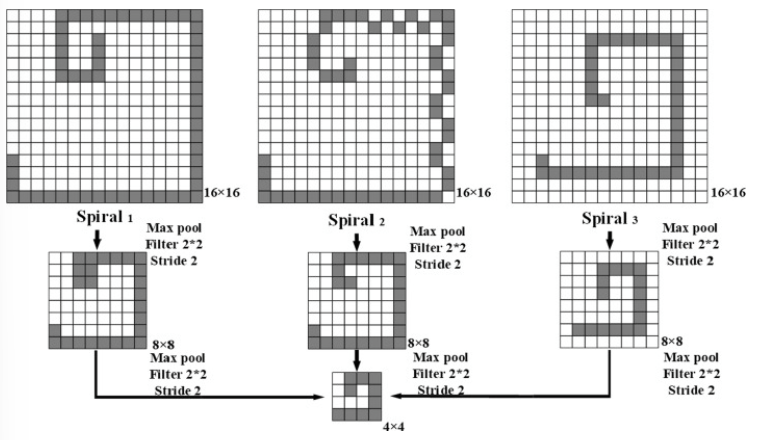 16×16
16×16
16×16
Spiral 1
Spiral 2
Spiral 3
Max pool
Filter 2*2
Stride 2
Max pool
Filter 2*2
Stride 2
Max pool
Filter 2*2
Stride 2
8×8
8×8
8×8
Max pool
Filter 2*2
Stride 2
Max pool
Filter 2*2
Stride 2
Max pool
Filter 2*2
Stride 2
4×4